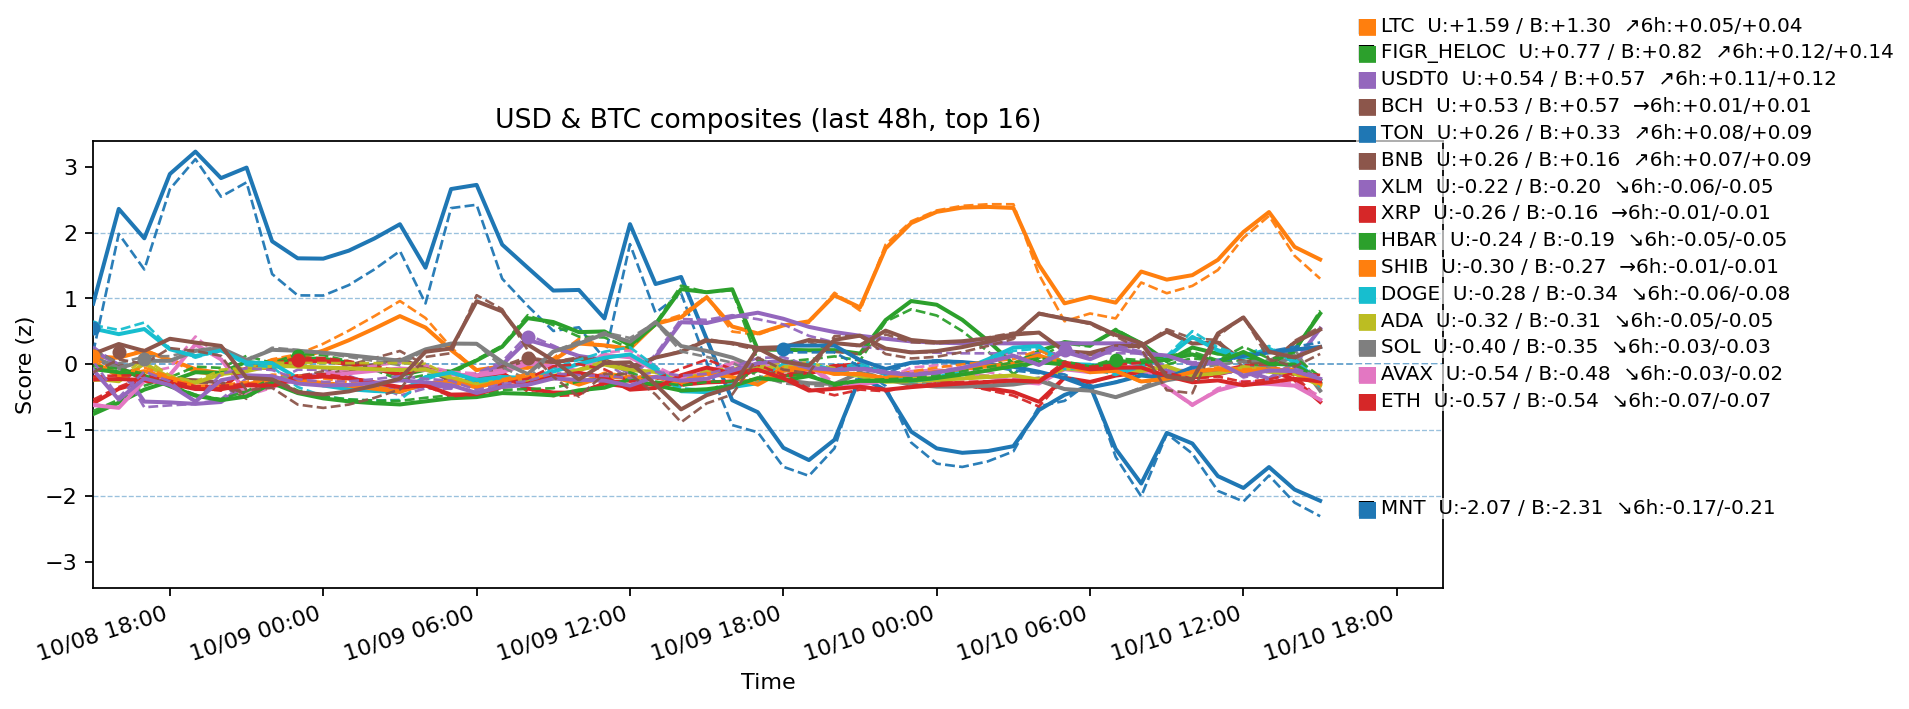 USD & BTC composites (last 48h, top 16)
LTC  U:+1.59 / B:+1.30  ↗6h:+0.05/+0.04
FIGR_HELOC  U:+0.77 / B:+0.82  ↗6h:+0.12/+0.14
USDT0  U:+0.54 / B:+0.57  ↗6h:+0.11/+0.12
BCH  U:+0.53 / B:+0.57  →6h:+0.01/+0.01
TON  U:+0.26 / B:+0.33  ↗6h:+0.08/+0.09
BNB  U:+0.26 / B:+0.16  ↗6h:+0.07/+0.09
XLM  U:-0.22 / B:-0.20  ↘6h:-0.06/-0.05
XRP  U:-0.26 / B:-0.16  →6h:-0.01/-0.01
HBAR  U:-0.24 / B:-0.19  ↘6h:-0.05/-0.05
SHIB  U:-0.30 / B:-0.27  →6h:-0.01/-0.01
DOGE  U:-0.28 / B:-0.34  ↘6h:-0.06/-0.08
ADA  U:-0.32 / B:-0.31  ↘6h:-0.05/-0.05
SOL  U:-0.40 / B:-0.35  ↘6h:-0.03/-0.03
AVAX  U:-0.54 / B:-0.48  ↘6h:-0.03/-0.02
ETH  U:-0.57 / B:-0.54  ↘6h:-0.07/-0.07
MNT  U:-2.07 / B:-2.31  ↘6h:-0.17/-0.21
Score (z)
3
2
1
0
−1
−2
−3
10/08 18:00
10/09 00:00
10/09 06:00
10/09 12:00
10/09 18:00
10/10 00:00
10/10 06:00
10/10 12:00
10/10 18:00
Time